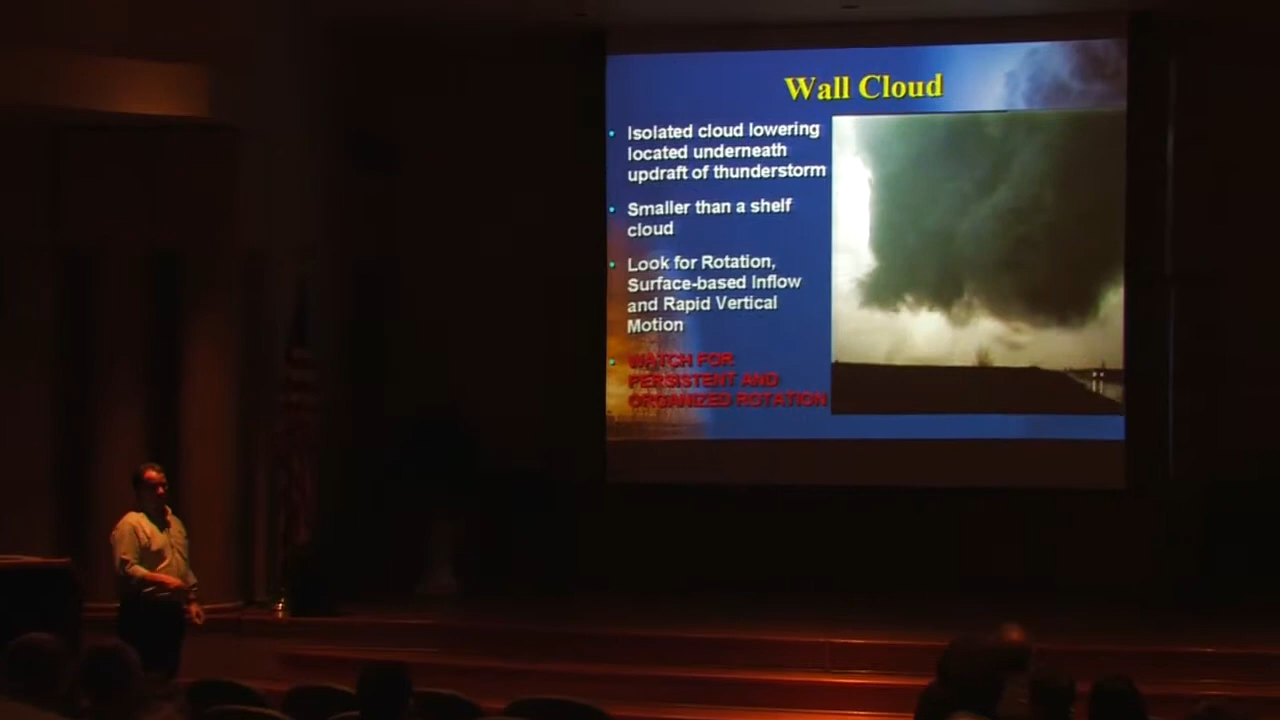 Wall Cloud
Isolated cloud lowering
located underneath
updraft of thunderstorm
Smaller than a shelf
cloud
Look for Rotation,
Surface-based Inflow
and Rapid Vertical
Motion
WATCH FOR
PERSISTENT AND
ORGANIZED ROTATION